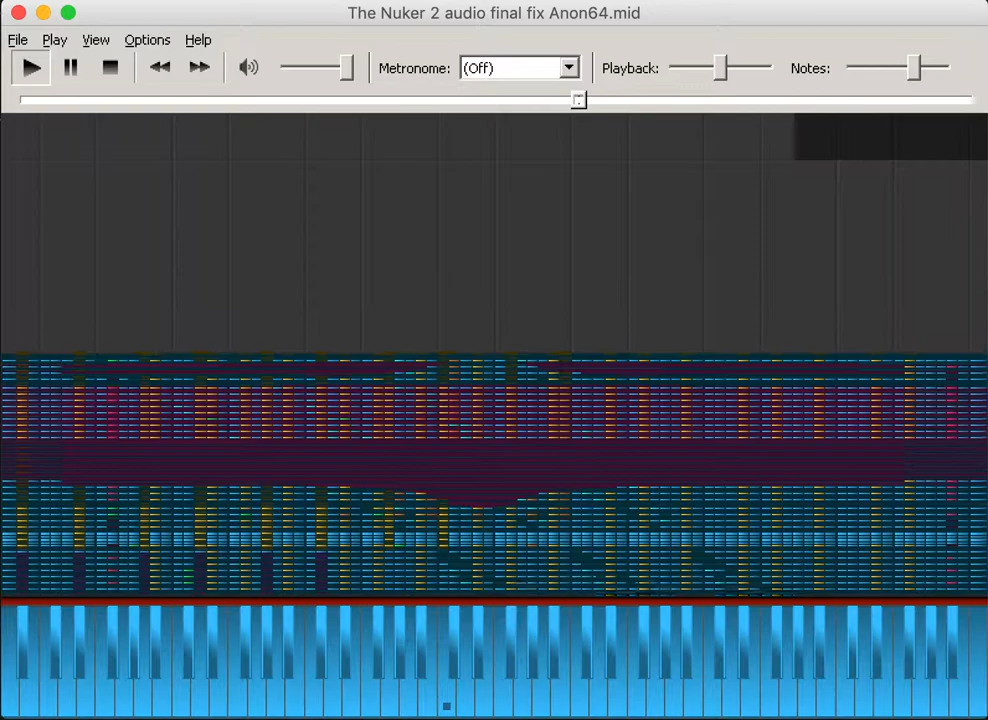 The Nuker 2 audio final fix Anon64.mid
File Play View Options Help
Metronome: (Off) Playback: Notes: